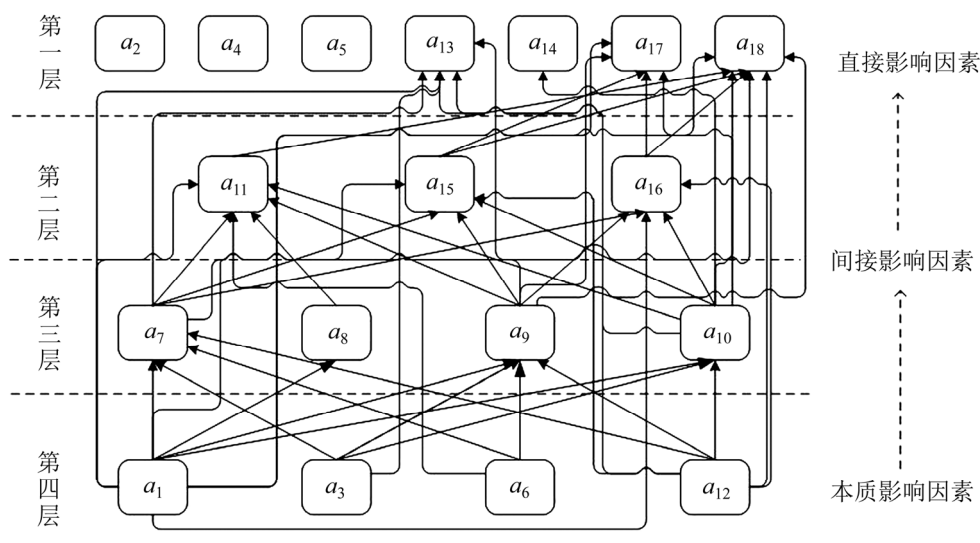 第一层
a2 a4 a5 a13 a14 a17 a18
直接影响因素
第二层
a11 a15 a16
间接影响因素
第三层
a7 a8 a9 a10
第四层
a1 a3 a6 a12
本质影响因素